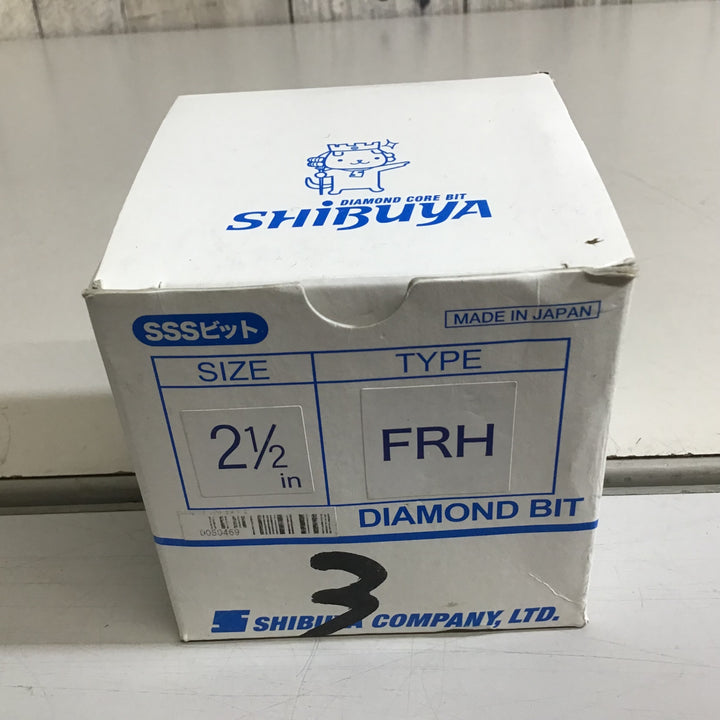 DIAMOND CORE BIT
SHiBUYA
SSSビット
MADE IN JAPAN
SIZE
TYPE
2½ in
FRH
DOS0469
DIAMOND BIT
3
SHIBUYA COMPANY, LTD.